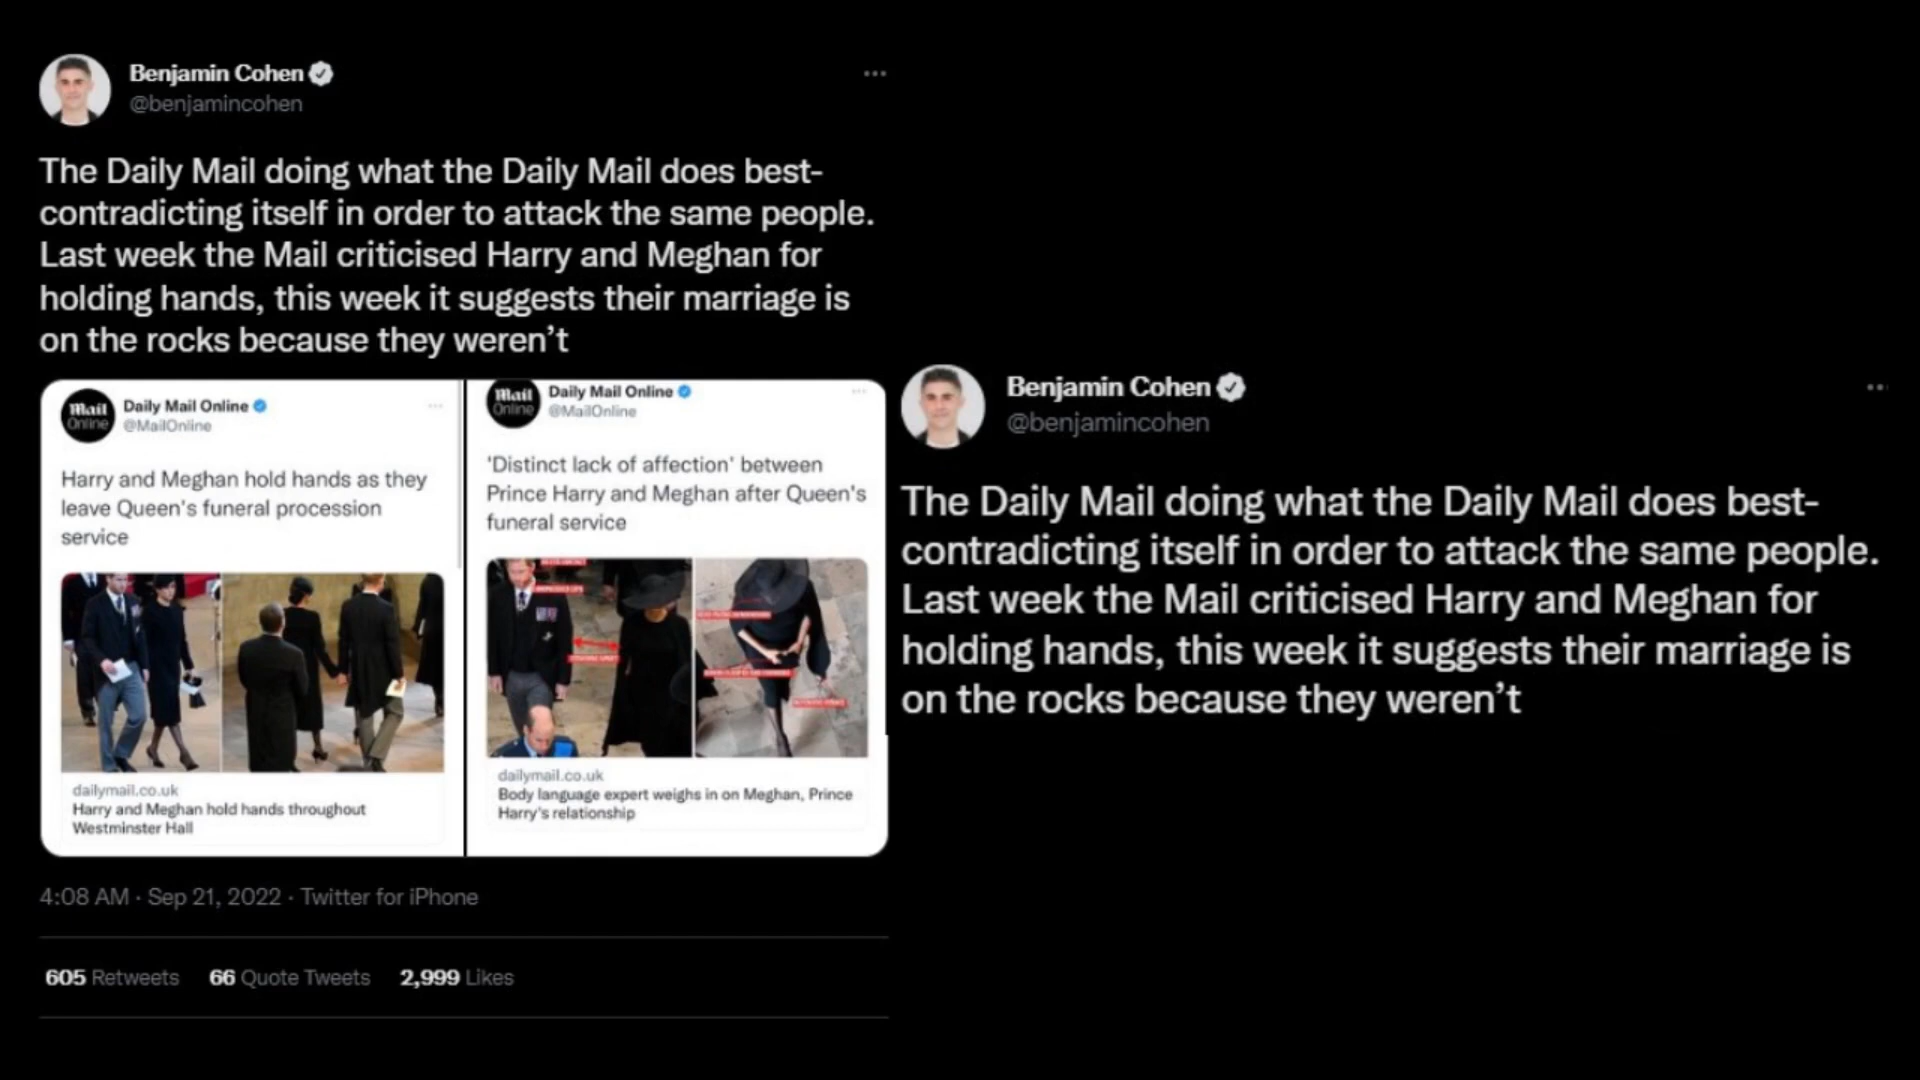 Benjamin Cohen
@benjamincohen
The Daily Mail doing what the Daily Mail does best-
contradicting itself in order to attack the same people.
Last week the Mail criticised Harry and Meghan for
holding hands, this week it suggests their marriage is
on the rocks because they weren’t
Mail
Online
Daily Mail Online
@MailOnline
Harry and Meghan hold hands as they
leave Queen's funeral procession
service
dailymail.co.uk
Harry and Meghan hold hands throughout
Westminster Hall
Mail
Online
Daily Mail Online
@MailOnline
'Distinct lack of affection' between
Prince Harry and Meghan after Queen's
funeral service
dailymail.co.uk
Body language expert weighs in on Meghan, Prince
Harry's relationship
4:08 AM · Sep 21, 2022 · Twitter for iPhone
605 Retweets 66 Quote Tweets 2,999 Likes
Benjamin Cohen
@benjamincohen
The Daily Mail doing what the Daily Mail does best-
contradicting itself in order to attack the same people.
Last week the Mail criticised Harry and Meghan for
holding hands, this week it suggests their marriage is
on the rocks because they weren’t